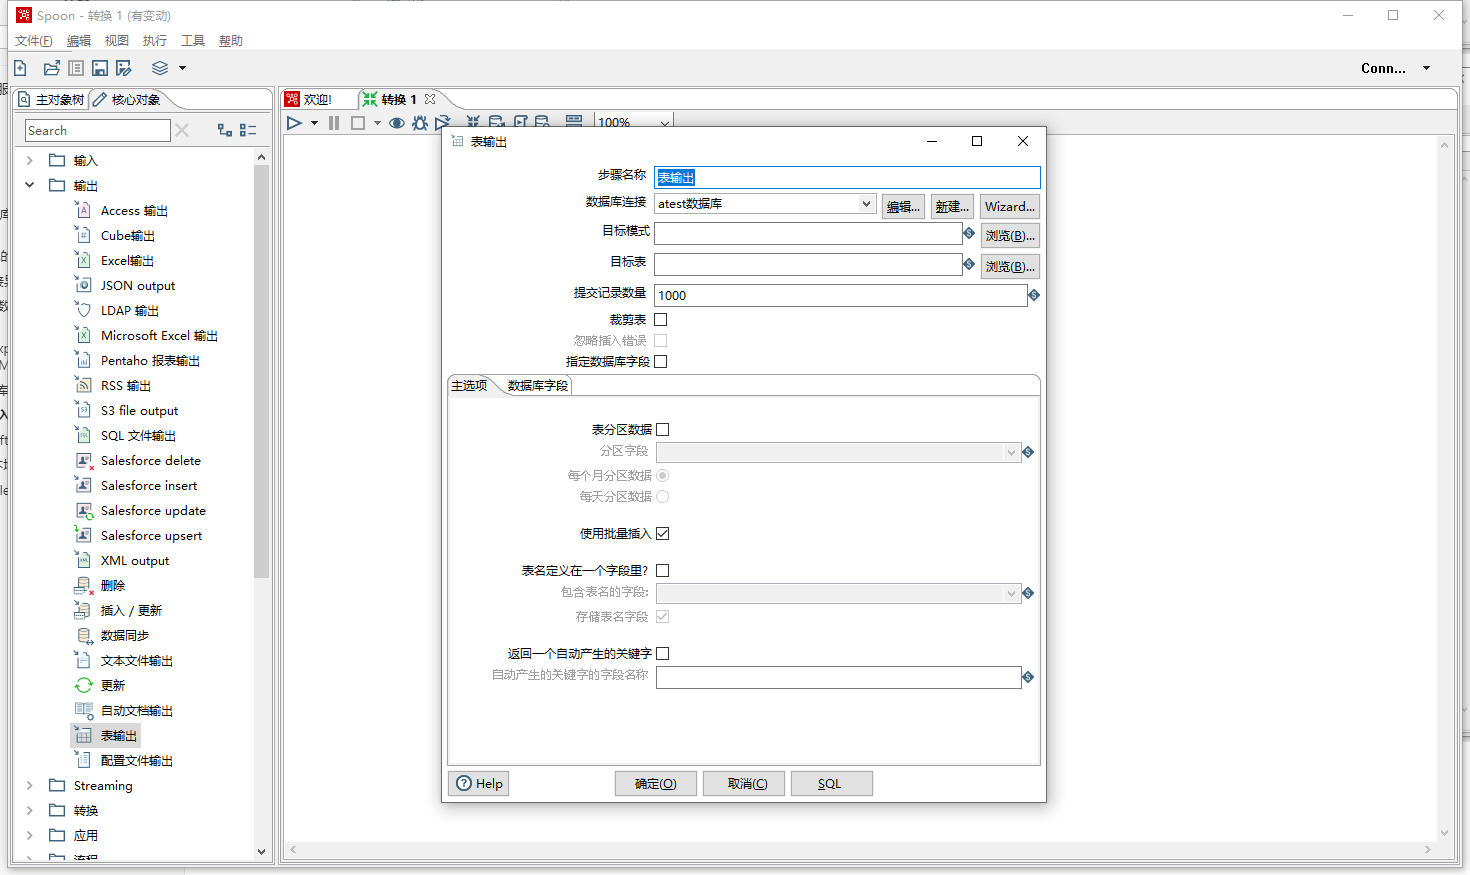 Spoon - 转换 1 (有变动)
文件(F) 编辑 视图 执行 工具 帮助
Conn...
主对象树 核心对象
Search
输入
输出
Access 输出
Cube输出
Excel输出
JSON output
LDAP 输出
Microsoft Excel 输出
Pentaho 报表输出
RSS 输出
S3 file output
SQL 文件输出
Salesforce delete
Salesforce insert
Salesforce update
Salesforce upsert
XML output
删除
插入 / 更新
数据同步
文本文件输出
更新
自动文档输出
表输出
配置文件输出
Streaming
转换
应用
流程
欢迎! 转换 1
100%
表输出
步骤名称 表输出
数据库连接 atest数据库 编辑... 新建... Wizard...
目标模式 浏览(B)...
目标表 浏览(B)...
提交记录数量 1000
裁剪表
忽略插入错误
指定数据库字段
主选项 数据库字段
表分区数据
分区字段
每个月分区数据
每天分区数据
使用批量插入
表名定义在一个字段里?
包含表名的字段:
存储表名字段
返回一个自动产生的关键字
自动产生的关键字的字段名称
Help 确定(O) 取消(C) SQL